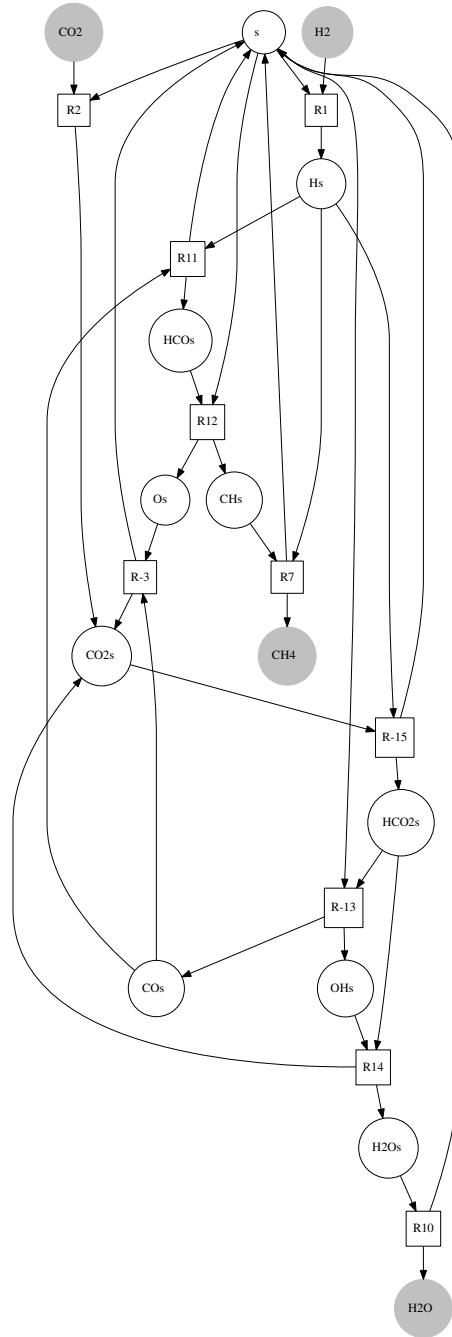 CO2
s
H2
R2
R1
Hs
R11
HCOs
R12
Os
CHs
R-3
R7
CO2s
CH4
R-15
HCO2s
R-13
COs
OHs
R14
H2Os
R10
H2O